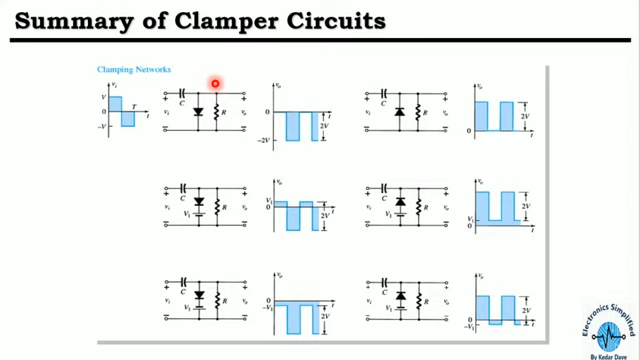 Summary of Clamper Circuits
Clamping Networks
vi
V
0
−V
T
t
+
C
vi
R
vo
+
−
−
vo
0
−2V
t
2V
+
C
vi
R
vo
+
−
−
vo
0
t
2V
+
C
vi
V1
R
vo
+
−
−
vo
V1
0
t
2V
+
C
vi
V1
R
vo
+
−
−
vo
V1
0
t
2V
+
C
vi
V1
R
vo
+
−
−
vo
0
−V1
t
2V
+
C
vi
V1
R
vo
+
−
−
vo
0
−V1
t
2V
Electronics Simplified
By Kedar Dave